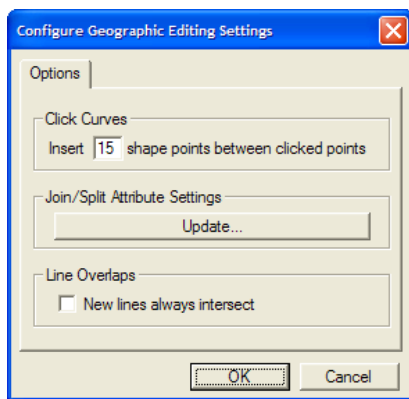 Configure Geographic Editing Settings
Options
Click Curves
Insert 15 shape points between clicked points
Join/Split Attribute Settings
Update...
Line Overlaps
New lines always intersect
OK Cancel